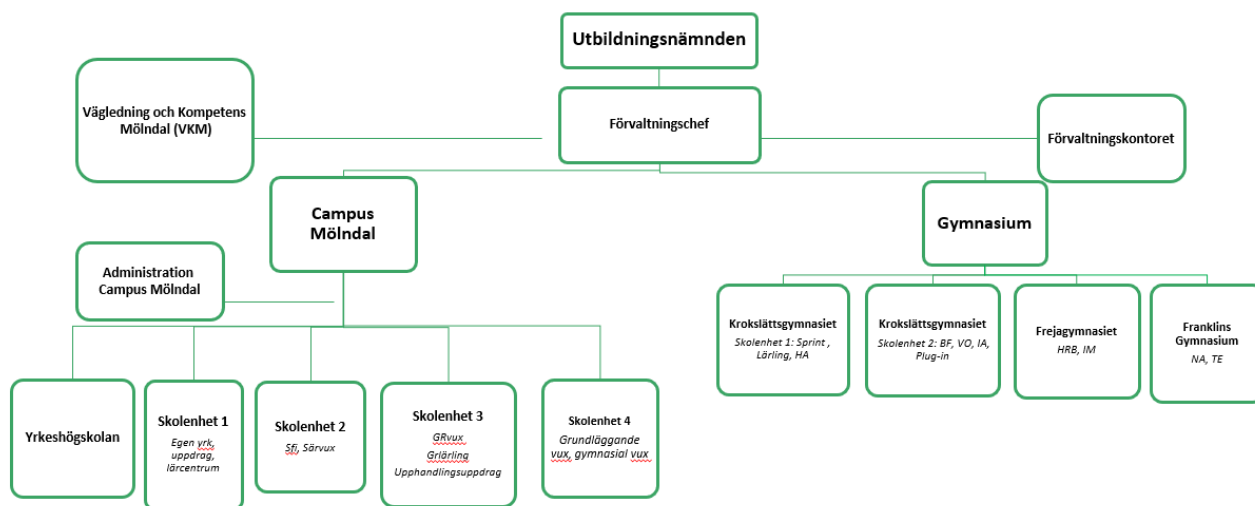 Utbildningsnämnden
Vägledning och Kompetens
Mölndal (VKM)
Förvaltningschef
Förvaltningskontoret
Campus
Mölndal
Gymnasium
Administration
Campus Mölndal
Krokslättsgymnasiet
Skolenhet 1: Sprint ,
Lärling, HA
Krokslättsgymnasiet
Skolenhet 2: BF, VO, IA,
Plug-in
Frejagymnasiet
HRB, IM
Franklins
Gymnasium
NA, TE
Yrkeshögskolan
Skolenhet 1
Egen yrk,
uppdrag,
lärcentrum
Skolenhet 2
Sfi, Särvux
Skolenhet 3
GRvux
Grlärling
Upphandlingsuppdrag
Skolenhet 4
Grundläggande
vux, gymnasial vux